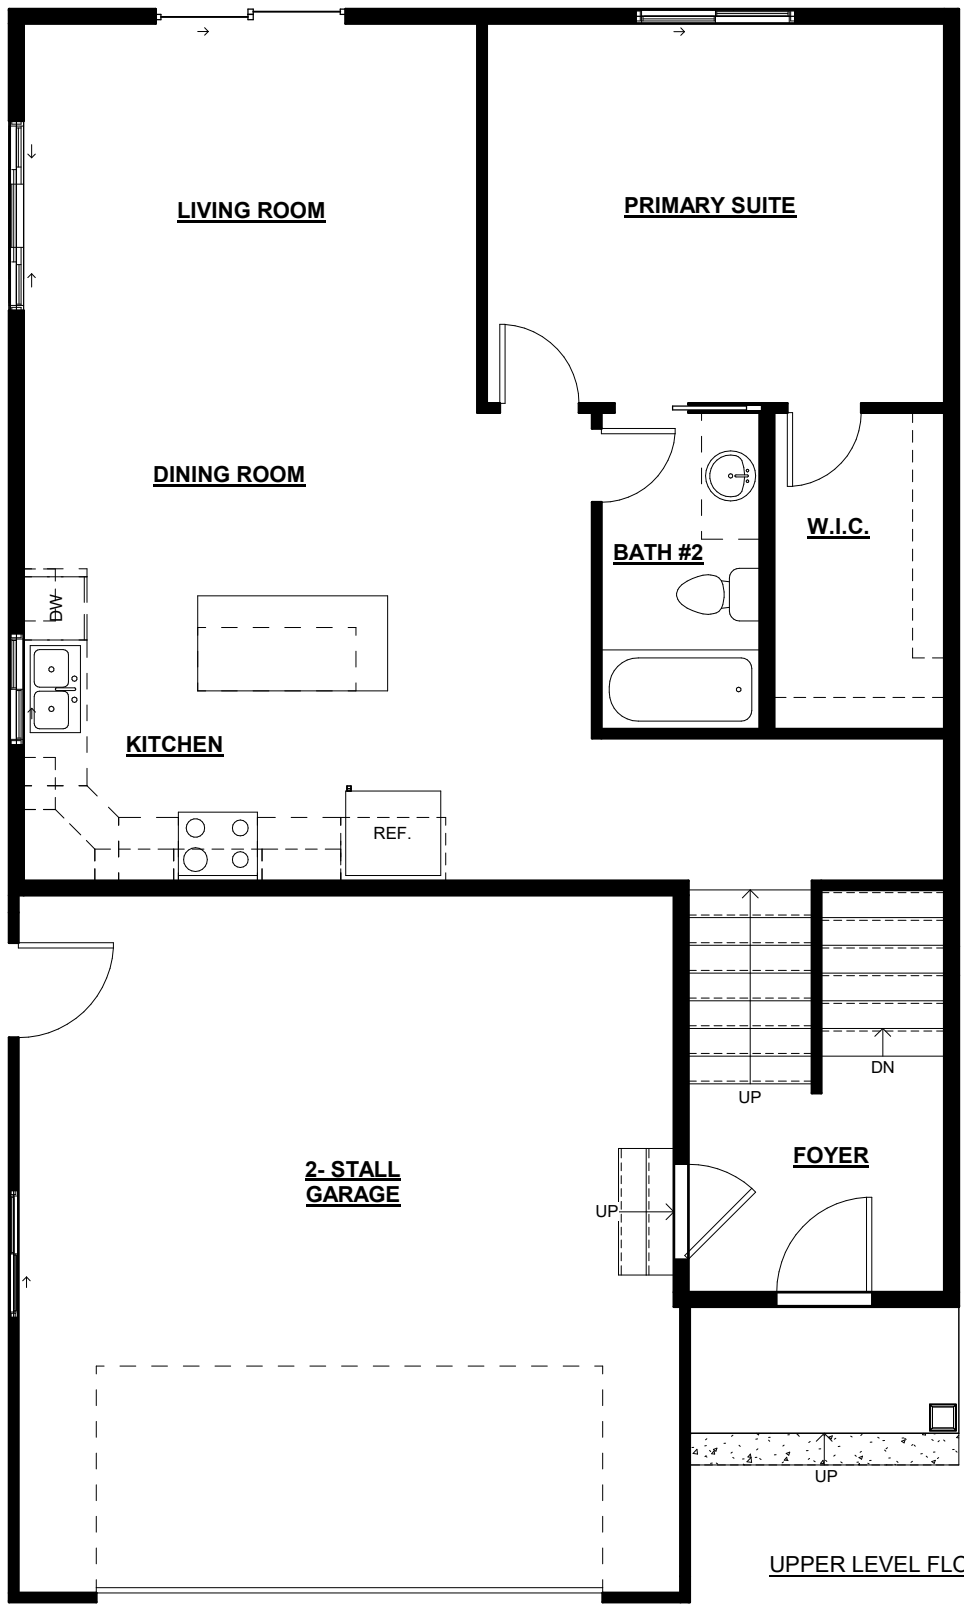 LIVING ROOM
PRIMARY SUITE
DINING ROOM
W.I.C.
BATH #2
DW
KITCHEN
REF.
DN
UP
FOYER
2- STALL
GARAGE
UP
UP
UPPER LEVEL FLO